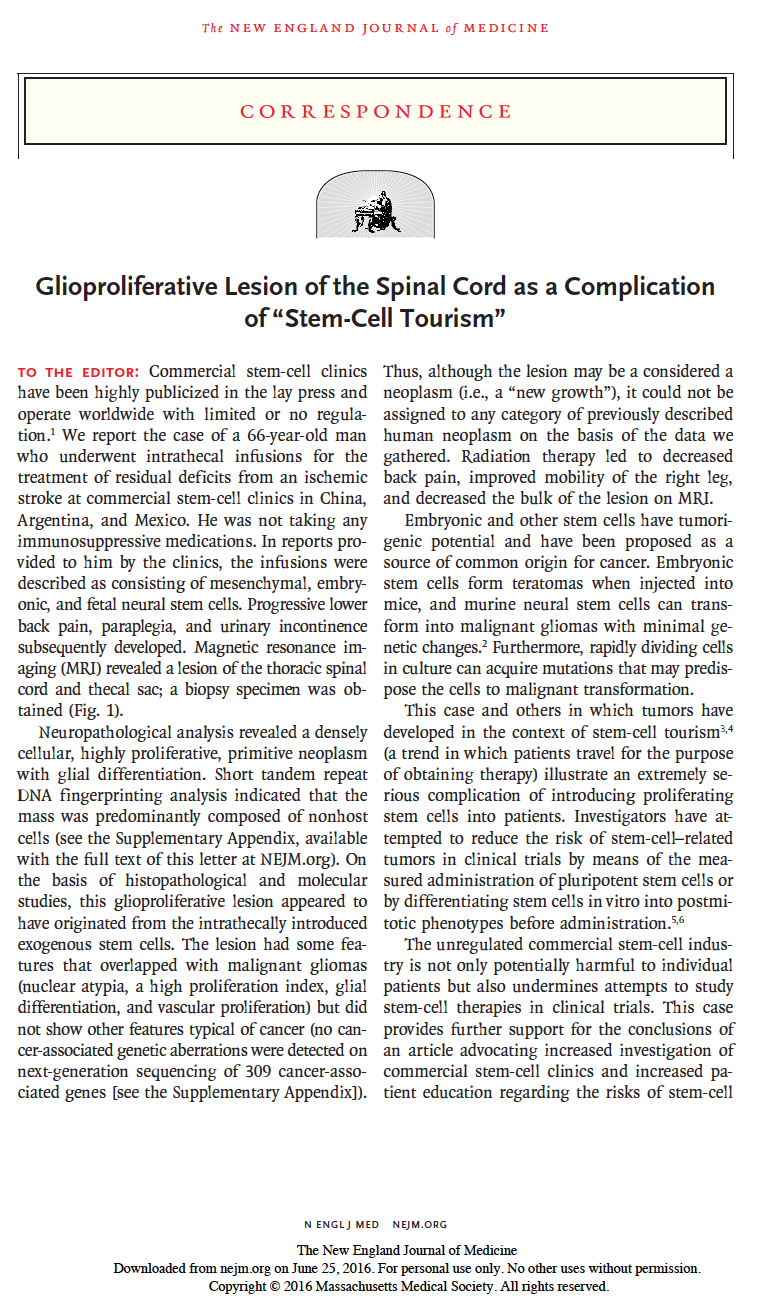 The NEW ENGLAND JOURNAL of MEDICINE
CORRESPONDENCE
Glioproliferative Lesion of the Spinal Cord as a Complication
of “Stem-Cell Tourism”
TO THE EDITOR: Commercial stem-cell clinics
have been highly publicized in the lay press and
operate worldwide with limited or no regula-
tion.1 We report the case of a 66-year-old man
who underwent intrathecal infusions for the
treatment of residual deficits from an ischemic
stroke at commercial stem-cell clinics in China,
Argentina, and Mexico. He was not taking any
immunosuppressive medications. In reports pro-
vided to him by the clinics, the infusions were
described as consisting of mesenchymal, embry-
onic, and fetal neural stem cells. Progressive lower
back pain, paraplegia, and urinary incontinence
subsequently developed. Magnetic resonance im-
aging (MRI) revealed a lesion of the thoracic spinal
cord and thecal sac; a biopsy specimen was ob-
tained (Fig. 1).
Neuropathological analysis revealed a densely
cellular, highly proliferative, primitive neoplasm
with glial differentiation. Short tandem repeat
DNA fingerprinting analysis indicated that the
mass was predominantly composed of nonhost
cells (see the Supplementary Appendix, available
with the full text of this letter at NEJM.org). On
the basis of histopathological and molecular
studies, this glioproliferative lesion appeared to
have originated from the intrathecally introduced
exogenous stem cells. The lesion had some fea-
tures that overlapped with malignant gliomas
(nuclear atypia, a high proliferation index, glial
differentiation, and vascular proliferation) but did
not show other features typical of cancer (no can-
cer-associated genetic aberrations were detected on
next-generation sequencing of 309 cancer-asso-
ciated genes [see the Supplementary Appendix]).
Thus, although the lesion may be a considered a
neoplasm (i.e., a “new growth”), it could not be
assigned to any category of previously described
human neoplasm on the basis of the data we
gathered. Radiation therapy led to decreased
back pain, improved mobility of the right leg,
and decreased the bulk of the lesion on MRI.
Embryonic and other stem cells have tumori-
genic potential and have been proposed as a
source of common origin for cancer. Embryonic
stem cells form teratomas when injected into
mice, and murine neural stem cells can trans-
form into malignant gliomas with minimal ge-
netic changes.2 Furthermore, rapidly dividing cells
in culture can acquire mutations that may predis-
pose the cells to malignant transformation.
This case and others in which tumors have
developed in the context of stem-cell tourism3,4
(a trend in which patients travel for the purpose
of obtaining therapy) illustrate an extremely se-
rious complication of introducing proliferating
stem cells into patients. Investigators have at-
tempted to reduce the risk of stem-cell–related
tumors in clinical trials by means of the mea-
sured administration of pluripotent stem cells or
by differentiating stem cells in vitro into postmi-
totic phenotypes before administration.5,6
The unregulated commercial stem-cell indus-
try is not only potentially harmful to individual
patients but also undermines attempts to study
stem-cell therapies in clinical trials. This case
provides further support for the conclusions of
an article advocating increased investigation of
commercial stem-cell clinics and increased pa-
tient education regarding the risks of stem-cell
N ENGL J MED NEJM.ORG
The New England Journal of Medicine
Downloaded from nejm.org on June 25, 2016. For personal use only. No other uses without permission.
Copyright © 2016 Massachusetts Medical Society. All rights reserved.